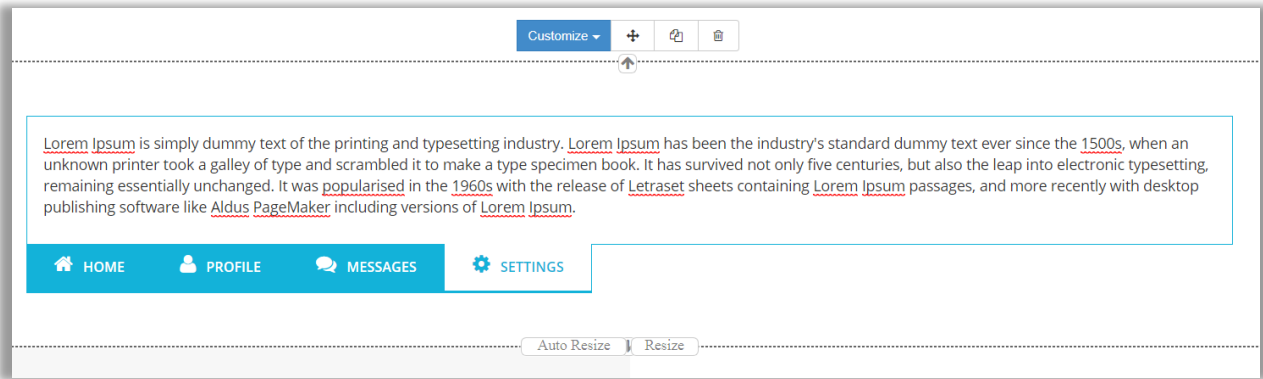 Customize
Lorem Ipsum is simply dummy text of the printing and typesetting industry. Lorem Ipsum has been the industry's standard dummy text ever since the 1500s, when an
unknown printer took a galley of type and scrambled it to make a type specimen book. It has survived not only five centuries, but also the leap into electronic typesetting,
remaining essentially unchanged. It was popularised in the 1960s with the release of Letraset sheets containing Lorem Ipsum passages, and more recently with desktop
publishing software like Aldus PageMaker including versions of Lorem Ipsum.
HOME PROFILE MESSAGES SETTINGS
Auto Resize Resize